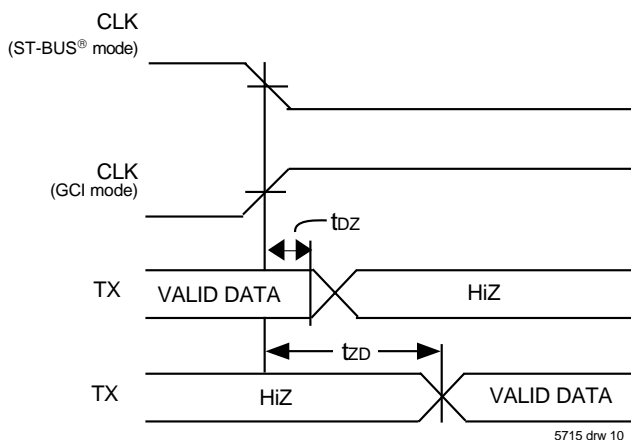 CLK
(ST-BUS® mode)
CLK
(GCI mode)
tDZ
TX
VALID DATA
HiZ
tZD
TX
HiZ
VALID DATA
5715 drw 10